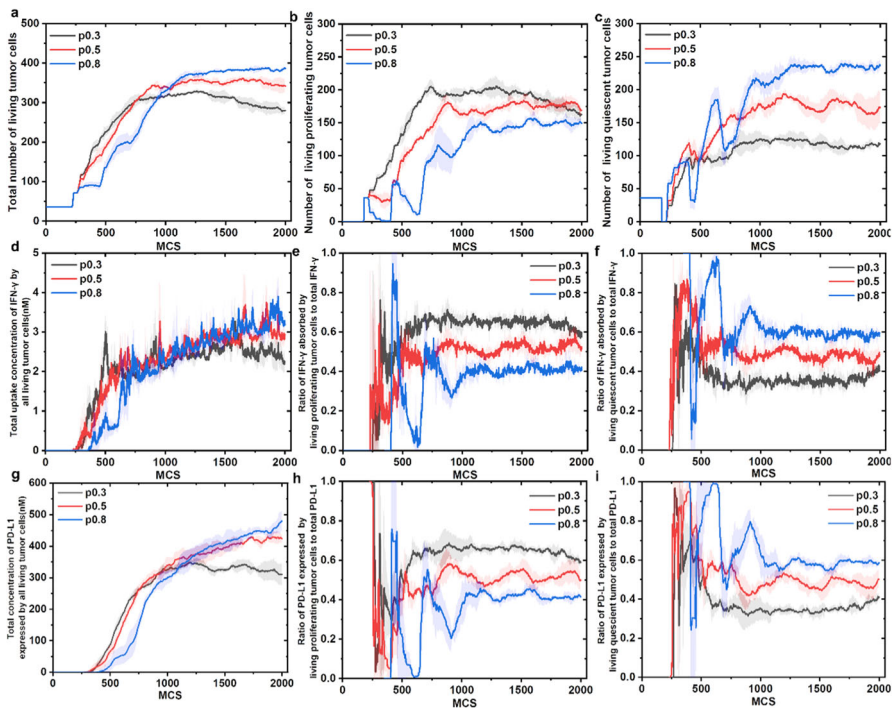 a
Total number of living tumor cells
500
400
300
200
100
0
p0.3
p0.5
p0.8
0 500 1000 1500 2000
MCS
b
Number of living proliferating tumor cells
300
250
200
150
100
50
0
p0.3
p0.5
p0.8
0 500 1000 1500 2000
MCS
c
Number of living quiescent tumor cells
300
250
200
150
100
50
0
p0.3
p0.5
p0.8
0 500 1000 1500 2000
MCS
d
Total uptake concentration of IFN-γ by
all living tumor cells(nM)
5
4
3
2
1
0
p0.3
p0.5
p0.8
0 500 1000 1500 2000
MCS
e
Ratio of IFN-γ absorbed by
living proliferating tumor cells to total IFN-γ
1.0
0.8
0.6
0.4
0.2
0.0
p0.3
p0.5
p0.8
0 500 1000 1500 2000
MCS
f
Ratio of IFN-γ absorbed by
living quiescent tumor cells to total IFN-γ
1.0
0.8
0.6
0.4
0.2
0.0
p0.3
p0.5
p0.8
0 500 1000 1500 2000
MCS
g
Total concentration of PD-L1
expressed by all living tumor cells(nM)
600
500
400
300
200
100
0
p0.3
p0.5
p0.8
0 500 1000 1500 2000
MCS
h
Ratio of PD-L1 expressed by
living proliferating tumor cells to total PD-L1
1.0
0.8
0.6
0.4
0.2
0.0
p0.3
p0.5
p0.8
0 500 1000 1500 2000
MCS
i
Ratio of PD-L1 expressed by
living quescient tumor cells to total PD-L1
1.0
0.8
0.6
0.4
0.2
0.0
p0.3
p0.5
p0.8
0 500 1000 1500 2000
MCS